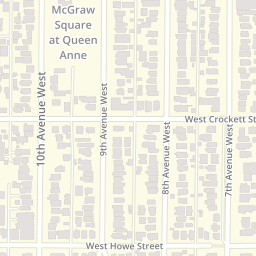 McGraw
Square
at Queen
Anne
West Crockett St
10th Avenue West
9th Avenue West
8th Avenue West
7th Avenue West
West Howe Street